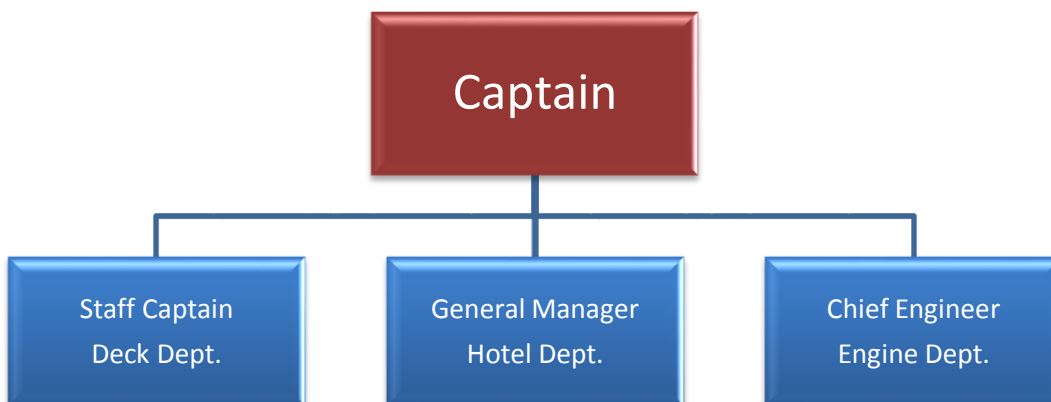 Captain
Staff Captain
Deck Dept.
General Manager
Hotel Dept.
Chief Engineer
Engine Dept.